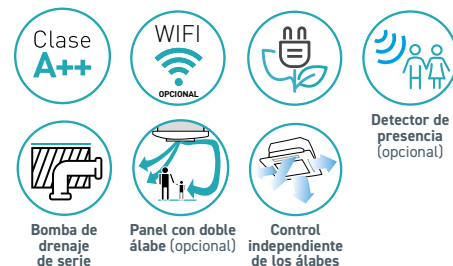 Clase
A++
WIFI
OPCIONAL
Detector de
presencia
(opcional)
Bomba de
drenaje
de serie
Panel con doble
álabe (opcional)
Control
independiente
de los álabes